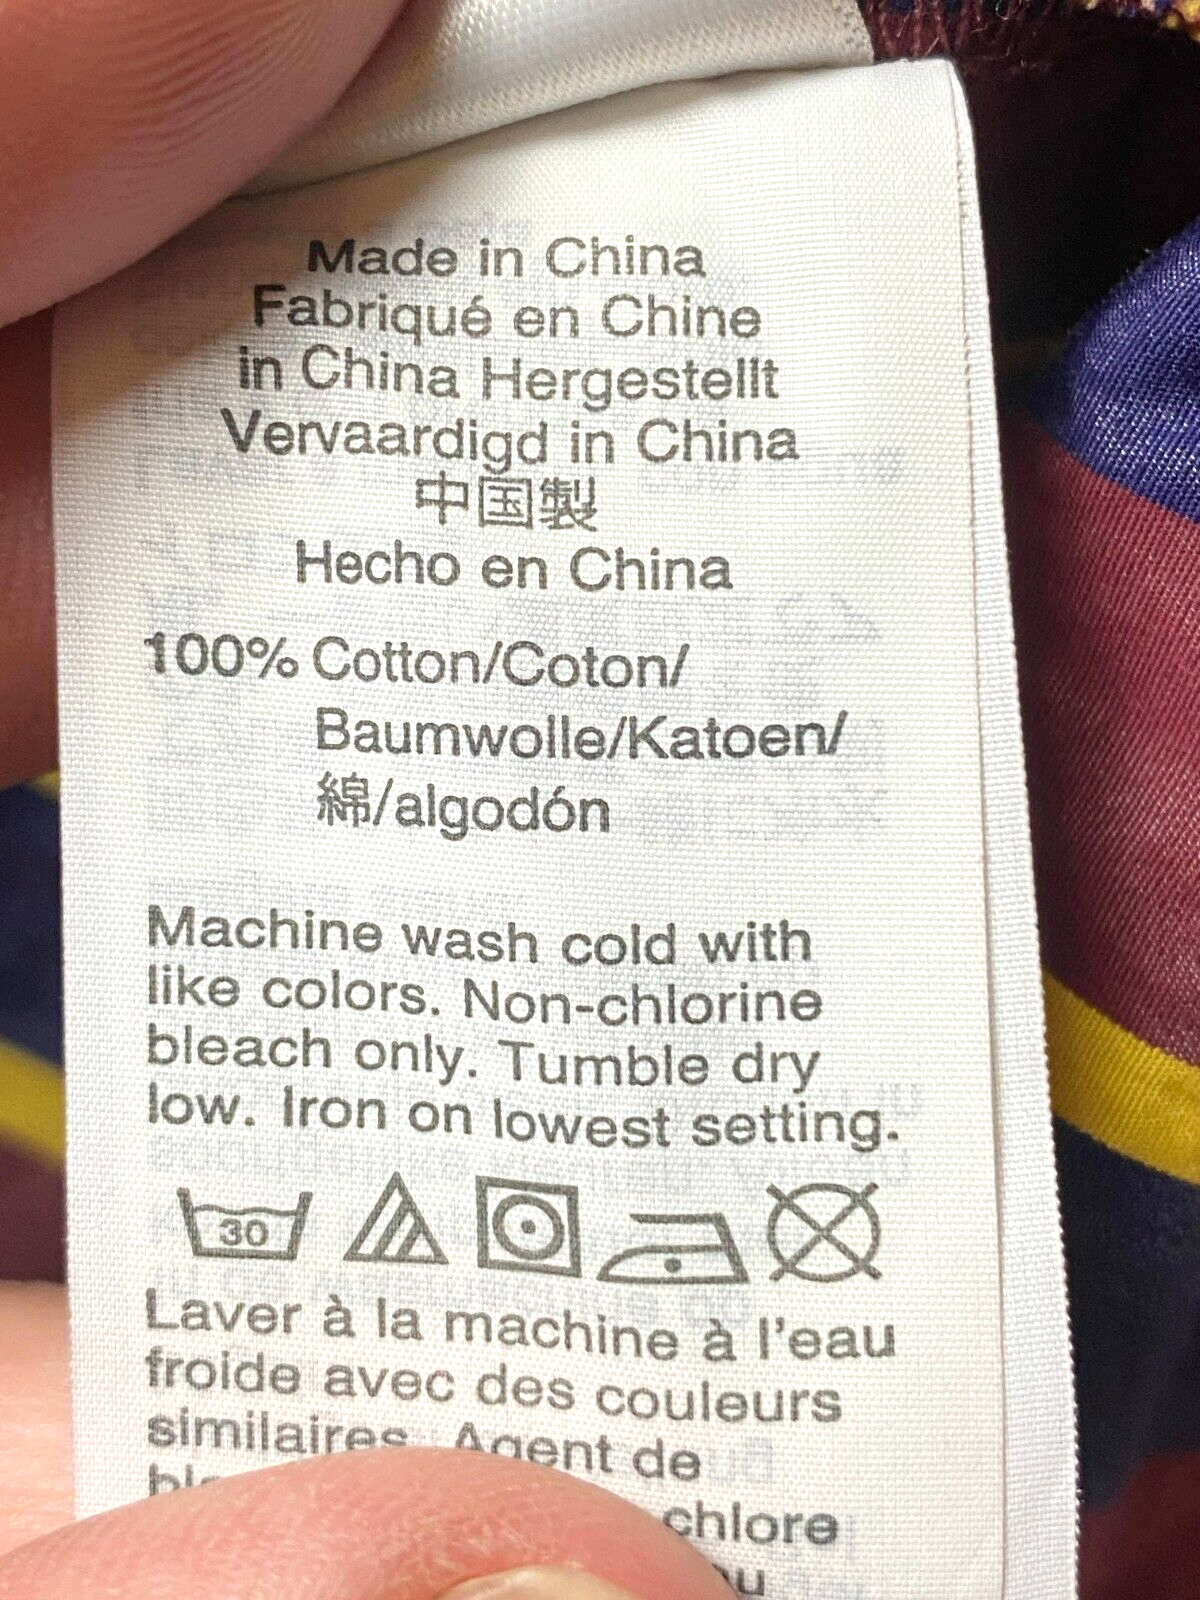 Made in China
Fabriqué en Chine
in China Hergestellt
Vervaardigd in China
中国製
Hecho en China
100% Cotton/Coton/
Baumwolle/Katoen/
綿/algodón
Machine wash cold with
like colors. Non-chlorine
bleach only. Tumble dry
low. Iron on lowest setting.
30
Laver à la machine à l'eau
froide avec des couleurs
similaires. Agent de
chlore